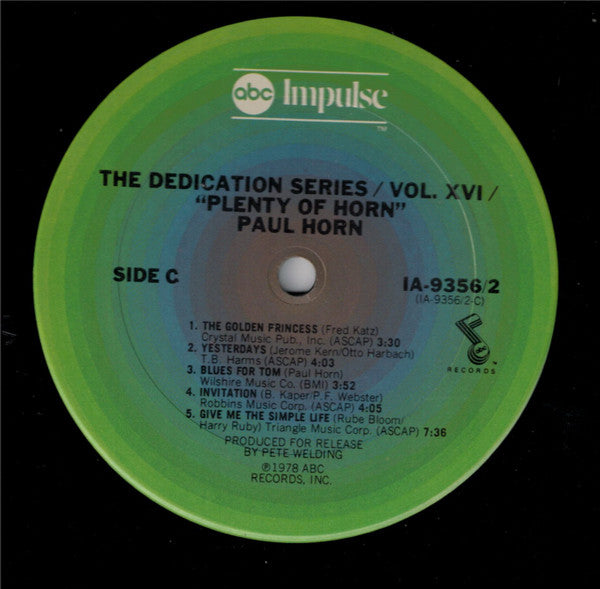 abc Impulse
TM
THE DEDICATION SERIES / VOL. XVI /
"PLENTY OF HORN"
PAUL HORN
SIDE C
IA-9356/2
(IA-9356/2-C)
abc
RECORDS
1. THE GOLDEN FRINCESS (Fred Katz)
Crystal Music Pub., Inc. (ASCAP) 3:30
2. YESTERDAYS (Jerome Kern/Otto Harbach)
T.B. Harms (ASCAP) 4:03
3. BLUES FOR TOM (Paul Horn)
Wilshire Music Co. (BMI) 3:52
4. INVITATION (B. Kaper/P. F. Webster)
Robbins Music Corp. (ASCAP) 4:05
5. GIVE ME THE SIMPLE LIFE (Rube Bloom/
Harry Ruby) Triangle Music Corp. (ASCAP) 7:36
PRODUCED FOR RELEASE
BY PETE WELDING
℗1978 ABC
RECORDS, INC.